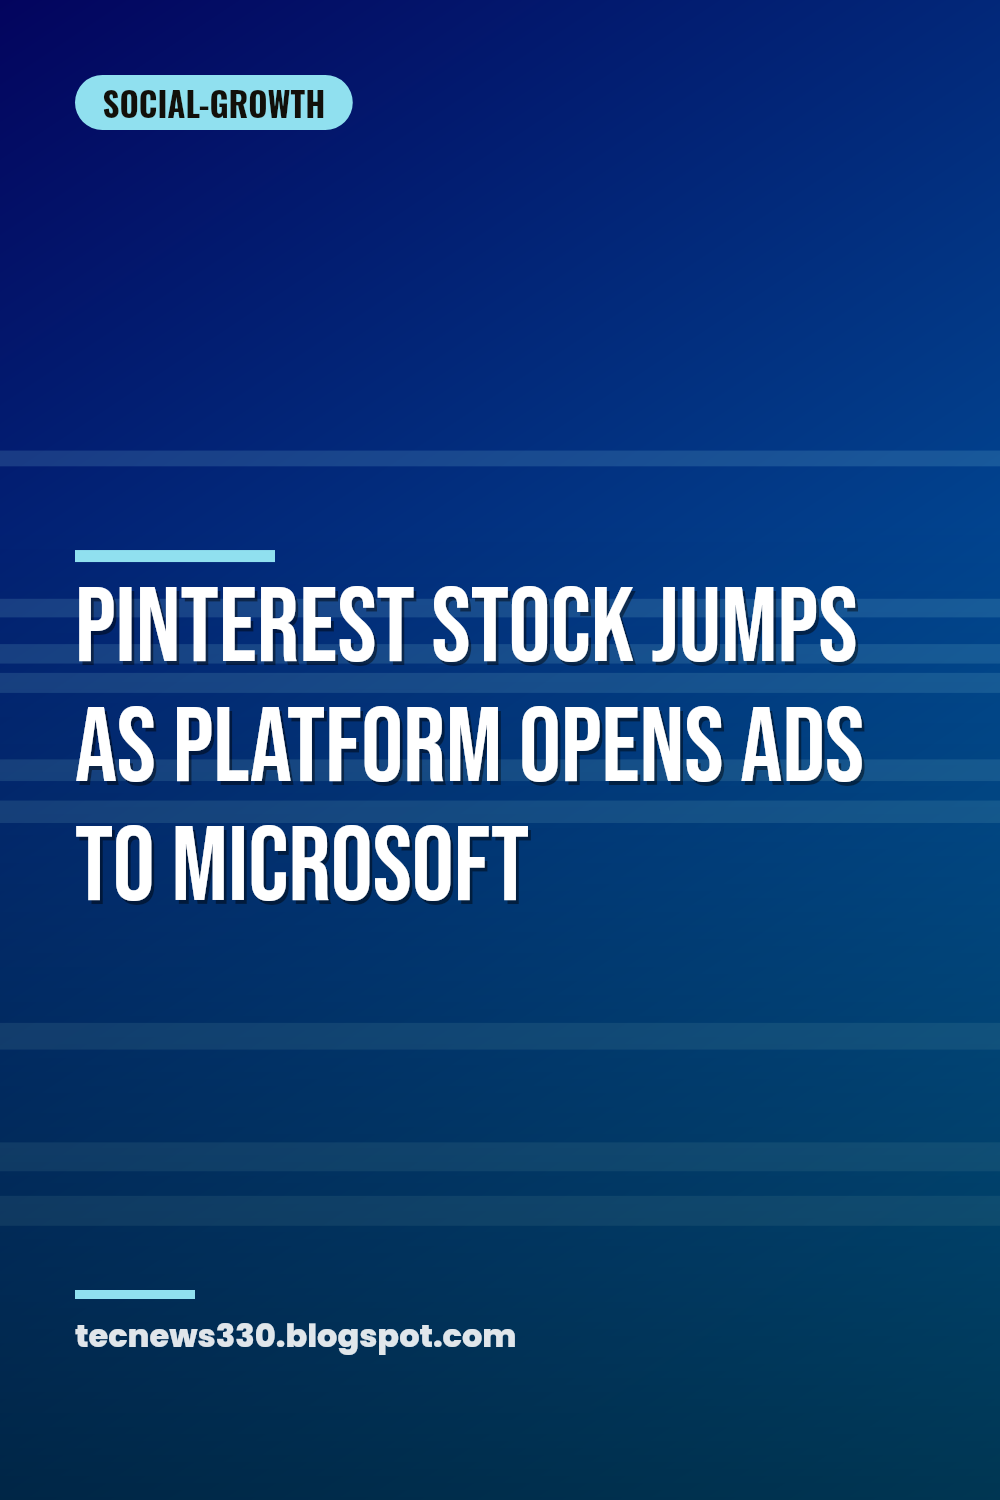 SOCIAL-GROWTH
PINTEREST STOCK JUMPS
AS PLATFORM OPENS ADS
TO MICROSOFT
tecnews330.blogspot.com